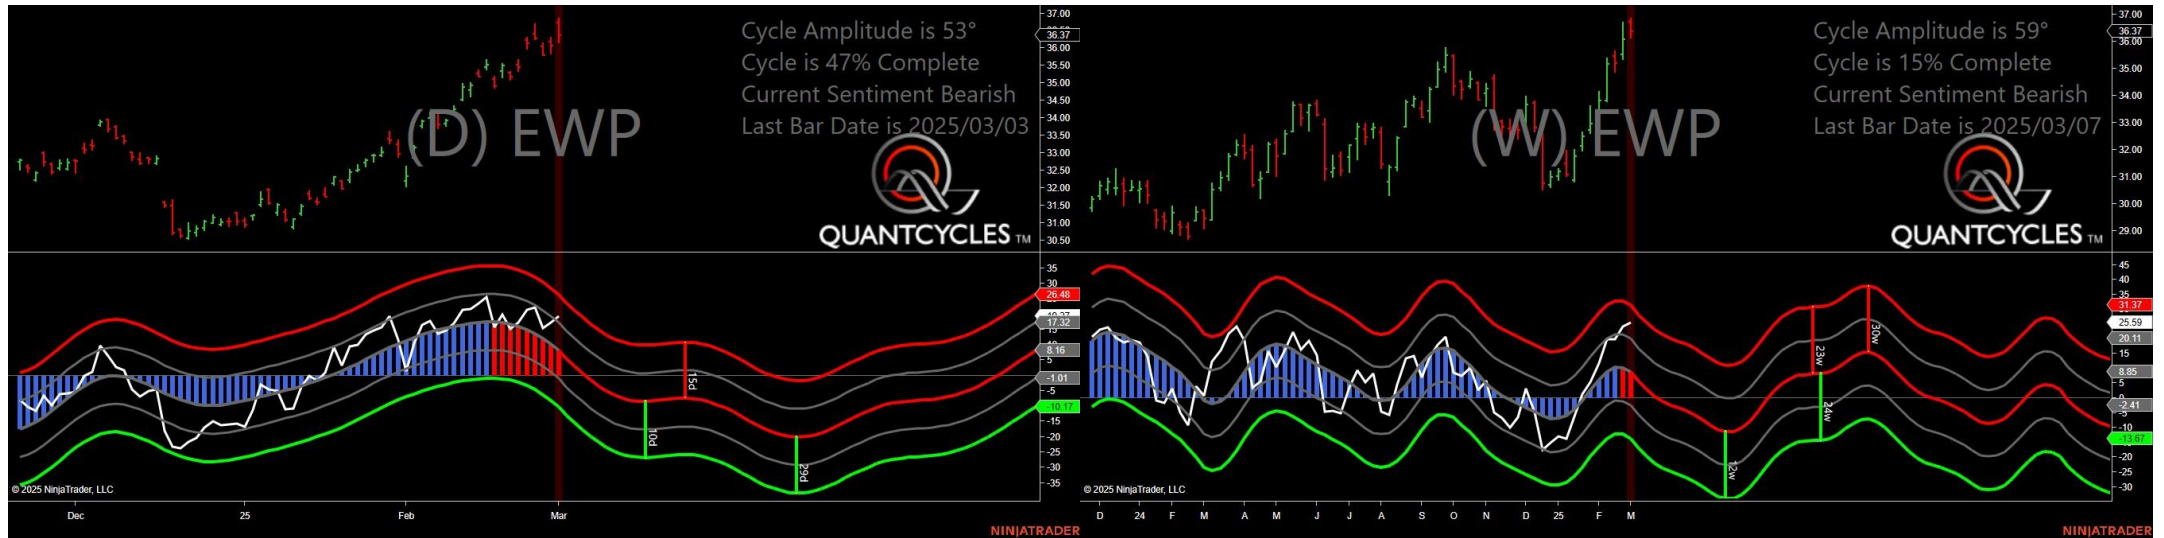 Cycle Amplitude is 53°
Cycle is 47% Complete
Current Sentiment Bearish
Last Bar Date is 2025/03/03
(D) EWP
QUANTCYCLES TM
37.00
36.37
36.00
35.50
35.00
34.50
34.00
33.50
33.00
32.50
32.00
31.50
31.00
30.50
35
30
26.48
17.32
15
8.16
5
-1.01
-5
-10.17
-15
-20
-25
-30
-35
15d
10d
29d
© 2025 NinjaTrader, LLC
Dec
25
Feb
Mar
NINJATRADER
Cycle Amplitude is 59°
Cycle is 15% Complete
Current Sentiment Bearish
Last Bar Date is 2025/03/07
(W) EWP
QUANTCYCLES TM
37.00
36.37
36.00
35.00
34.00
33.00
32.00
31.00
30.00
29.00
45
40
35
31.37
25.59
20.11
15
8.85
5
-2.41
-5
-10
-13.67
-20
-25
-30
30w
23w
24w
12w
© 2025 NinjaTrader, LLC
D 24 F M A M J J A S O N D 25 F M
NINJATRADER